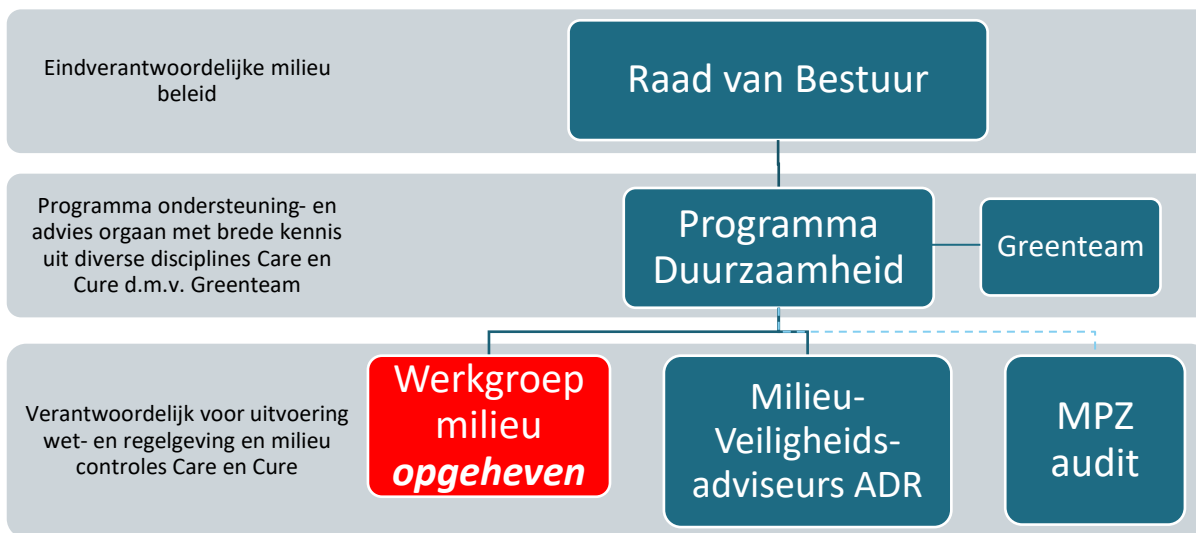 Eindverantwoordelijke milieu
beleid
Raad van Bestuur
Programma ondersteuning- en
advies orgaan met brede kennis
uit diverse disciplines Care en
Cure d.m.v. Greenteam
Programma
Duurzaamheid
Greenteam
Verantwoordelijk voor uitvoering
wet- en regelgeving en milieu
controles Care en Cure
Werkgroep
milieu
opgeheven
Milieu-
Veiligheids-
adviseurs ADR
MPZ
audit